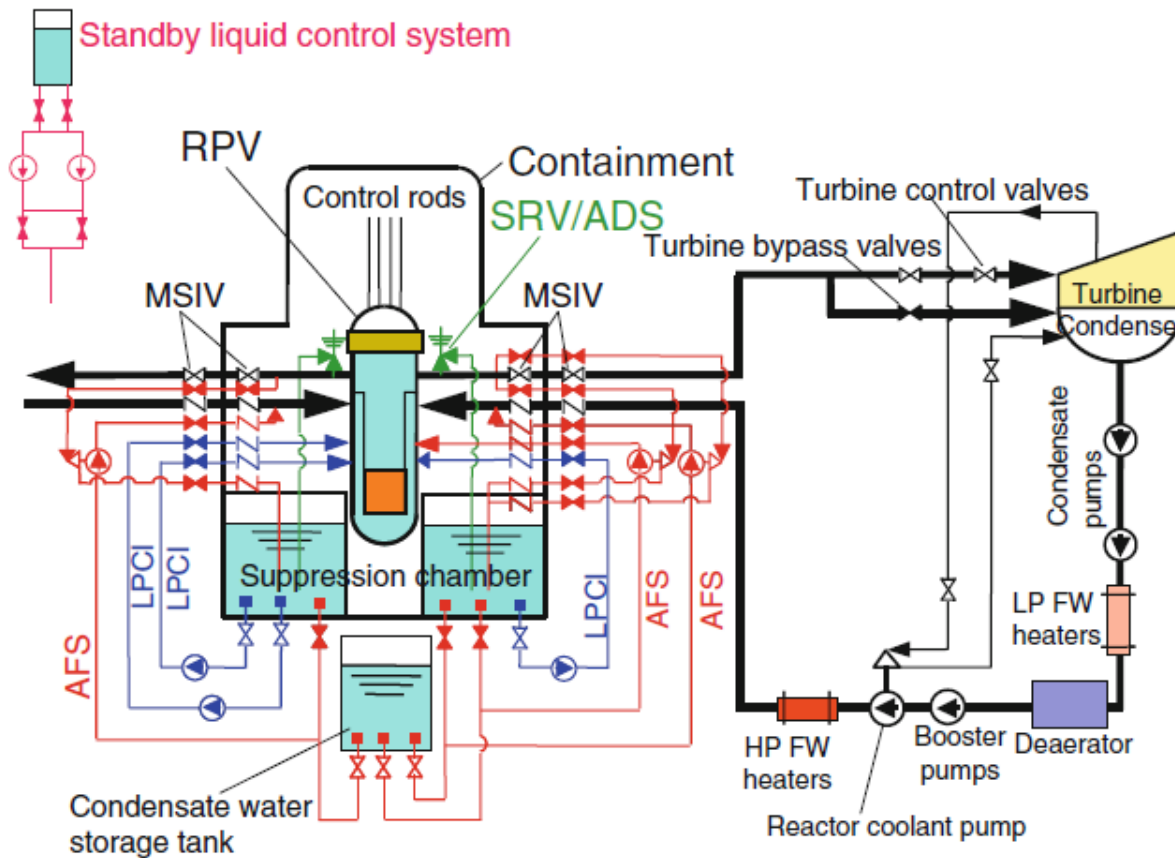 Standby liquid control system
RPV
Containment
Control rods
SRV/ADS
Turbine control valves
Turbine bypass valves
MSIV
MSIV
Turbine
Condenser
Condensate
pumps
Suppression chamber
LPCI
LPCI
AFS
LPCI
AFS
AFS
LP FW
heaters
HP FW
heaters
Booster
pumps
Deaerator
Reactor coolant pump
Condensate water
storage tank